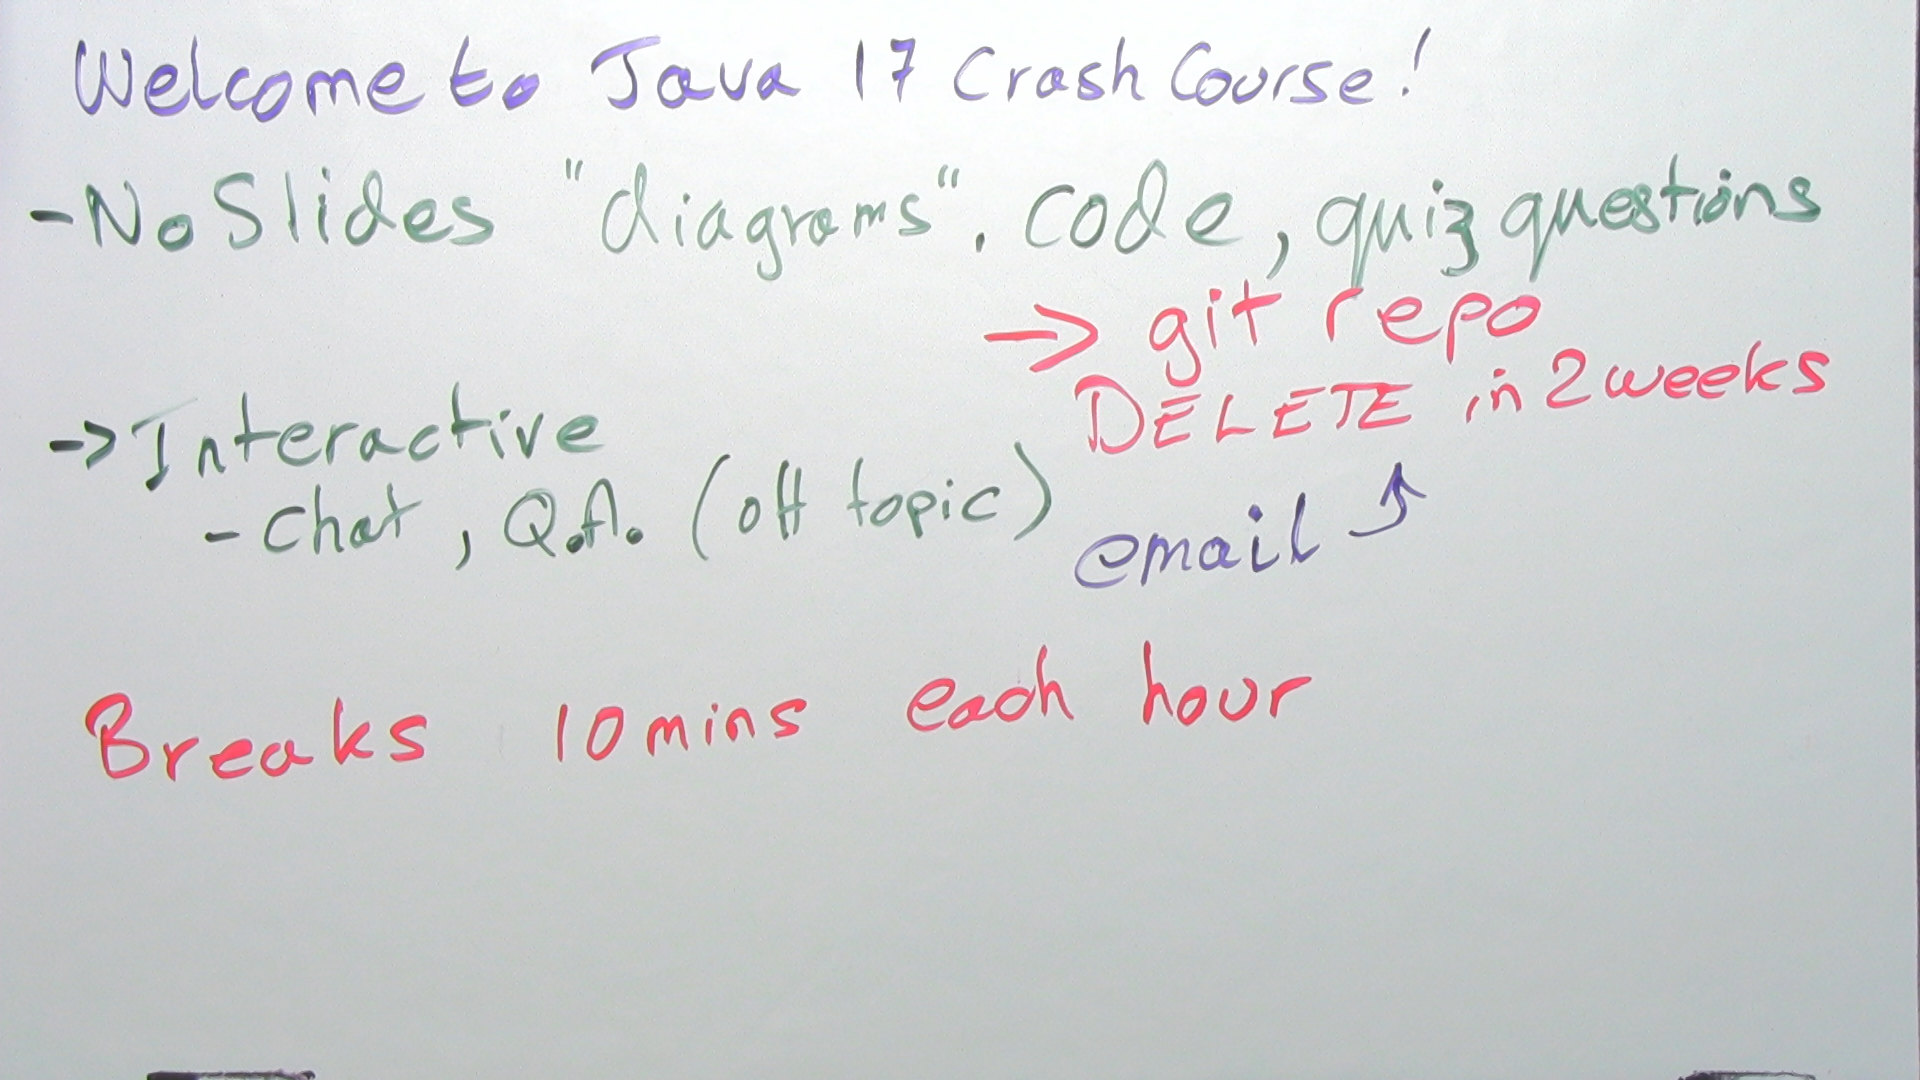 Welcome to Java 17 Crash Course!
- No Slides "diagrams". code, quiz questions
-> git repo
DELETE in 2 weeks
-> Interactive
- Chat, Q.A. (off topic)
email
Breaks 10 mins each hour